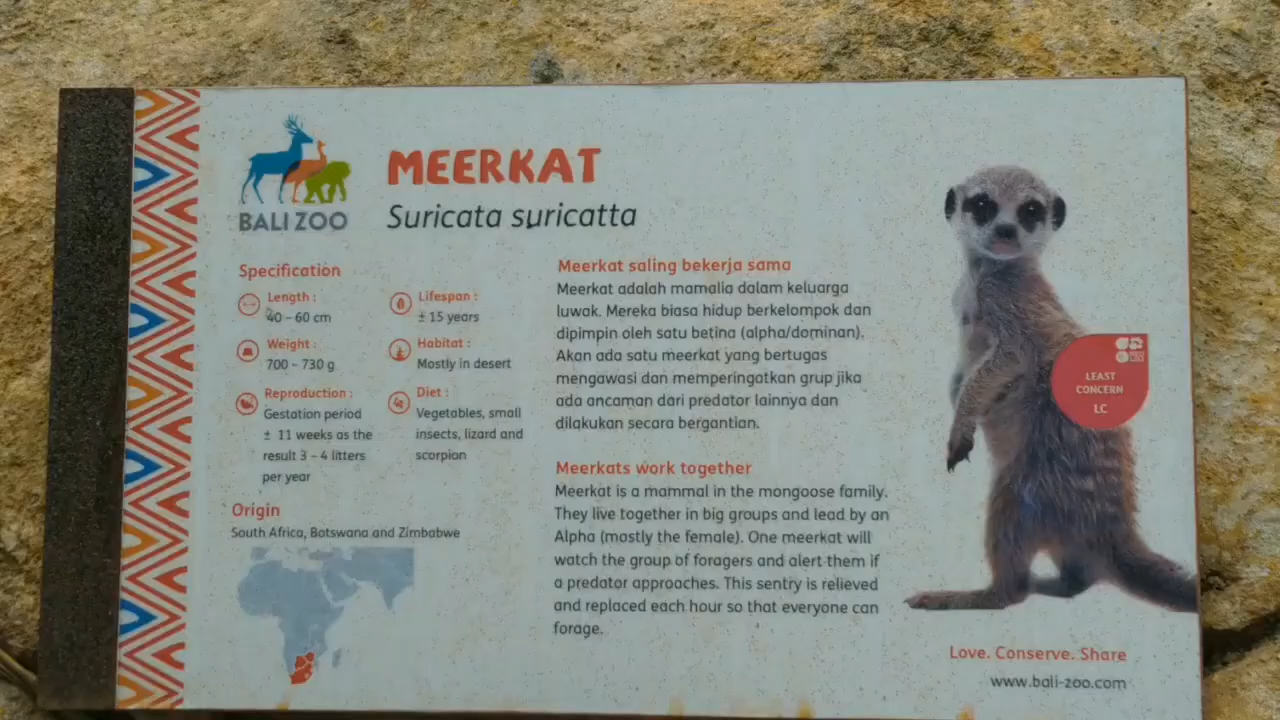 BALI ZOO
MEERKAT
Suricata suricatta
Specification
Length :
40 – 60 cm
Weight :
700 – 730 g
Reproduction :
Gestation period
± 11 weeks as the
result 3 – 4 litters
per year
Lifespan :
± 15 years
Habitat :
Mostly in desert
Diet :
Vegetables, small
insects, lizard and
scorpion
Origin
South Africa, Botswana and Zimbabwe
Meerkat saling bekerja sama
Meerkat adalah mamalia dalam keluarga
luwak. Mereka biasa hidup berkelompok dan
dipimpin oleh satu betina (alpha/dominan).
Akan ada satu meerkat yang bertugas
mengawasi dan memperingatkan grup jika
ada ancaman dari predator lainnya dan
dilakukan secara bergantian.
Meerkats work together
Meerkat is a mammal in the mongoose family.
They live together in big groups and lead by an
Alpha (mostly the female). One meerkat will
watch the group of foragers and alert them if
a predator approaches. This sentry is relieved
and replaced each hour so that everyone can
forage.
LEAST
CONCERN
LC
Love. Conserve. Share
www.bali-zoo.com